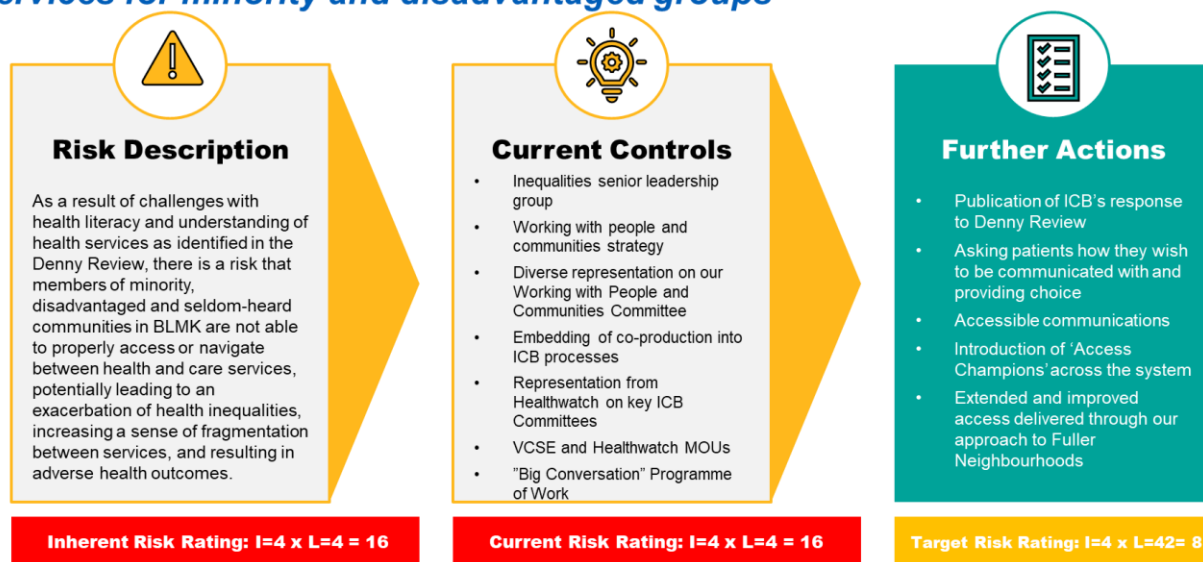 services for minority and disadvantaged groups
Risk Description
As a result of challenges with
health literacy and understanding of
health services as identified in the
Denny Review, there is a risk that
members of minority,
disadvantaged and seldom-heard
communities in BLMK are not able
to properly access or navigate
between health and care services,
potentially leading to an
exacerbation of health inequalities,
increasing a sense of fragmentation
between services, and resulting in
adverse health outcomes.
Inherent Risk Rating: I=4 x L=4 = 16
Current Controls
• Inequalities senior leadership
group
• Working with people and
communities strategy
• Diverse representation on our
Working with People and
Communities Committee
• Embedding of co-production into
ICB processes
• Representation from
Healthwatch on key ICB
Committees
• VCSE and Healthwatch MOUs
• ”Big Conversation” Programme
of Work
Current Risk Rating: I=4 x L=4 = 16
Further Actions
• Publication of ICB’s response
to Denny Review
• Asking patients how they wish
to be communicated with and
providing choice
• Accessible communications
• Introduction of ‘Access
Champions’ across the system
• Extended and improved
access delivered through our
approach to Fuller
Neighbourhoods
Target Risk Rating: I=4 x L=42= 8